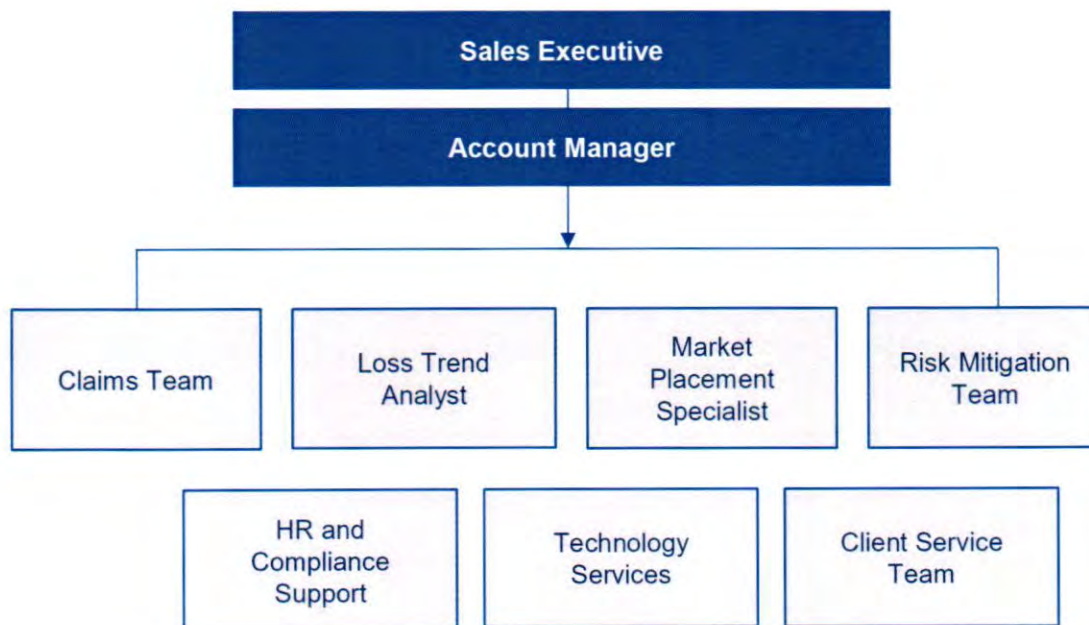 Sales Executive
Account Manager
Claims Team
Loss Trend
Analyst
Market
Placement
Specialist
Risk Mitigation
Team
HR and
Compliance
Support
Technology
Services
Client Service
Team